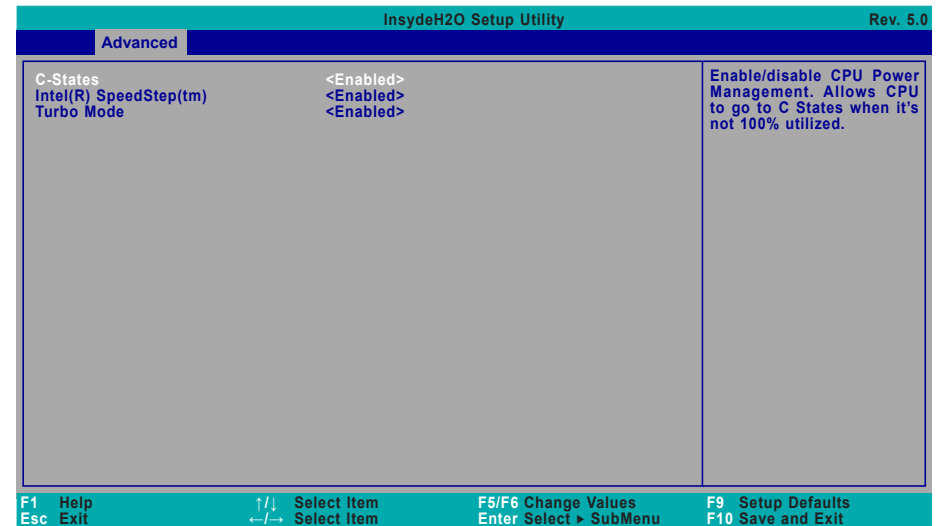 InsydeH2O Setup Utility Rev. 5.0
Advanced
C-States <Enabled>
Intel(R) SpeedStep(tm) <Enabled>
Turbo Mode <Enabled>
Enable/disable CPU Power
Management. Allows CPU
to go to C States when it's
not 100% utilized.
F1 Help ↑/↓ Select Item F5/F6 Change Values F9 Setup Defaults
Esc Exit ←/→ Select Item Enter Select ▶ SubMenu F10 Save and Exit